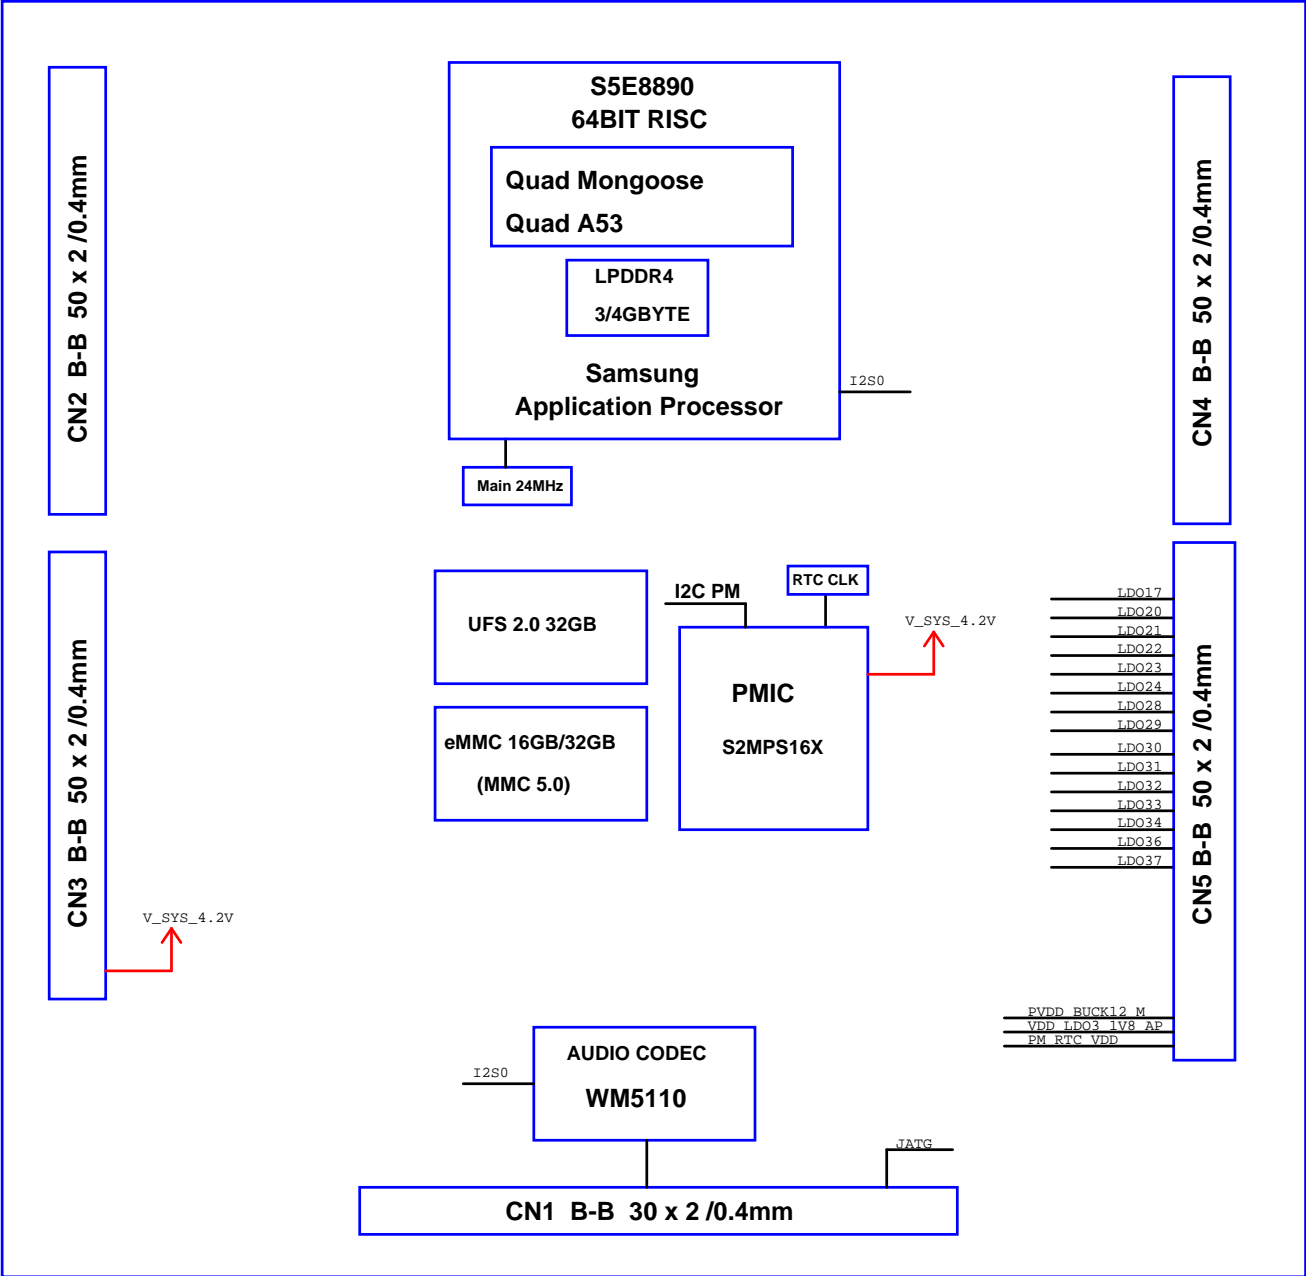 S5E8890
64BIT RISC
Quad Mongoose
Quad A53
LPDDR4
3/4GBYTE
Samsung
Application Processor
I2S0
Main 24MHz
CN2 B-B 50 x 2 /0.4mm
CN4 B-B 50 x 2 /0.4mm
UFS 2.0 32GB
eMMC 16GB/32GB
(MMC 5.0)
I2C PM
RTC CLK
V_SYS_4.2V
PMIC
S2MPS16X
CN3 B-B 50 x 2 /0.4mm
V_SYS_4.2V
LDO17
LDO20
LDO21
LDO22
LDO23
LDO24
LDO28
LDO29
LDO30
LDO31
LDO32
LDO33
LDO34
LDO36
LDO37
CN5 B-B 50 x 2 /0.4mm
PVDD_BUCK12_M
VDD_LDO3_1V8_AP
PM_RTC_VDD
AUDIO CODEC
WM5110
I2S0
JATG
CN1 B-B 30 x 2 /0.4mm